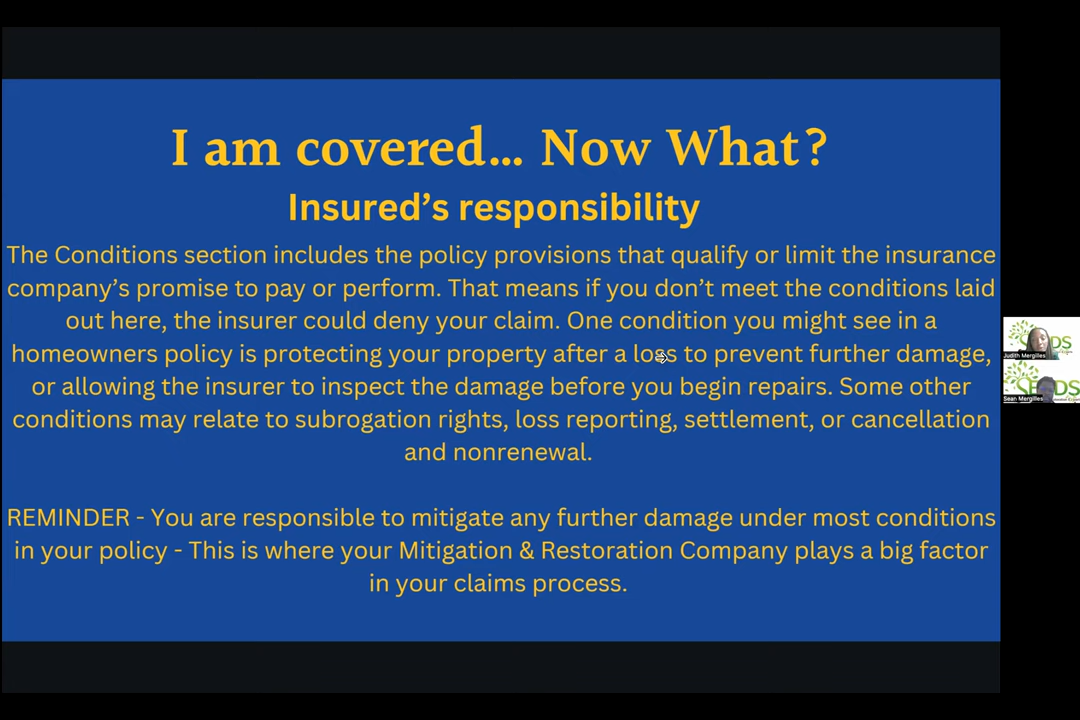 I am covered... Now What?
Insured’s responsibility
The Conditions section includes the policy provisions that qualify or limit the insurance
company’s promise to pay or perform. That means if you don’t meet the conditions laid
out here, the insurer could deny your claim. One condition you might see in a
homeowners policy is protecting your property after a loss to prevent further damage,
or allowing the insurer to inspect the damage before you begin repairs. Some other
conditions may relate to subrogation rights, loss reporting, settlement, or cancellation
and nonrenewal.
REMINDER - You are responsible to mitigate any further damage under most conditions
in your policy - This is where your Mitigation & Restoration Company plays a big factor
in your claims process.
Judith Mergilles
Sean Mergilles